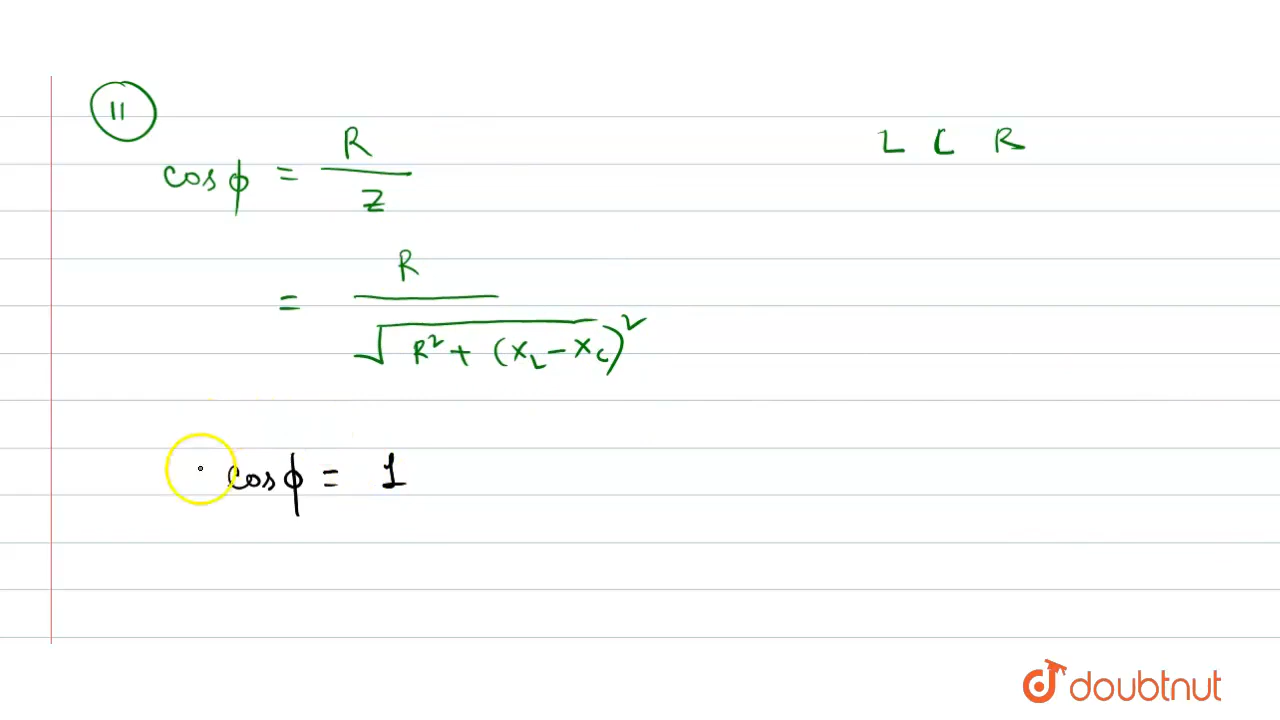 11
L C R
cos φ = R / Z
= R / √R² + (X_L - X_C)²
cos φ = 1
doubtnut